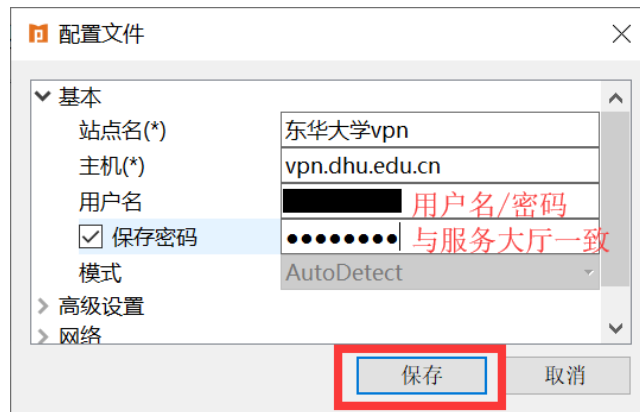 配置文件
基本
站点名(*) 东华大学vpn
主机(*) vpn.dhu.edu.cn
用户名 用户名/密码
保存密码 ●●●●●●●● 与服务大厅一致
模式 AutoDetect
高级设置
网络
保存 取消